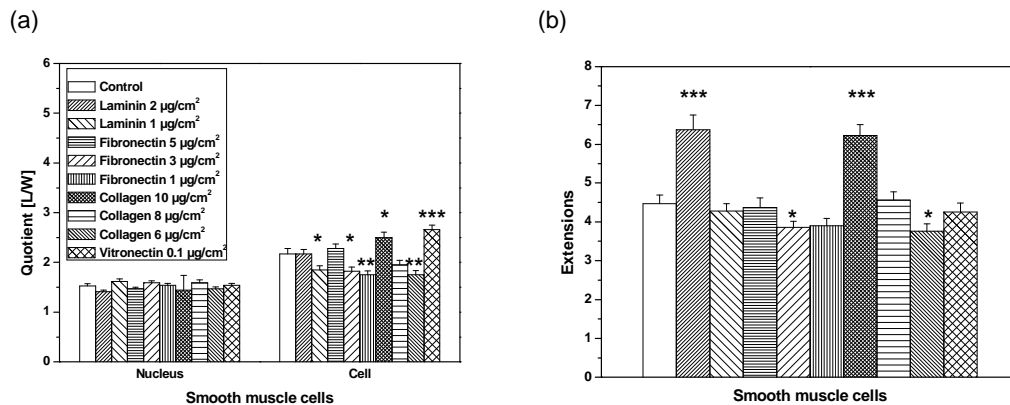 (a)
Quotient [L/W]
6
5
4
3
2
1
0
Control
Laminin 2 µg/cm²
Laminin 1 µg/cm²
Fibronectin 5 µg/cm²
Fibronectin 3 µg/cm²
Fibronectin 1 µg/cm²
Collagen 10 µg/cm²
Collagen 8 µg/cm²
Collagen 6 µg/cm²
Vitronectin 0.1 µg/cm²
*
*
**
*
**
***
Nucleus
Cell
Smooth muscle cells
(b)
Extensions
8
7
6
5
4
3
2
1
0
***
*
***
*
Smooth muscle cells